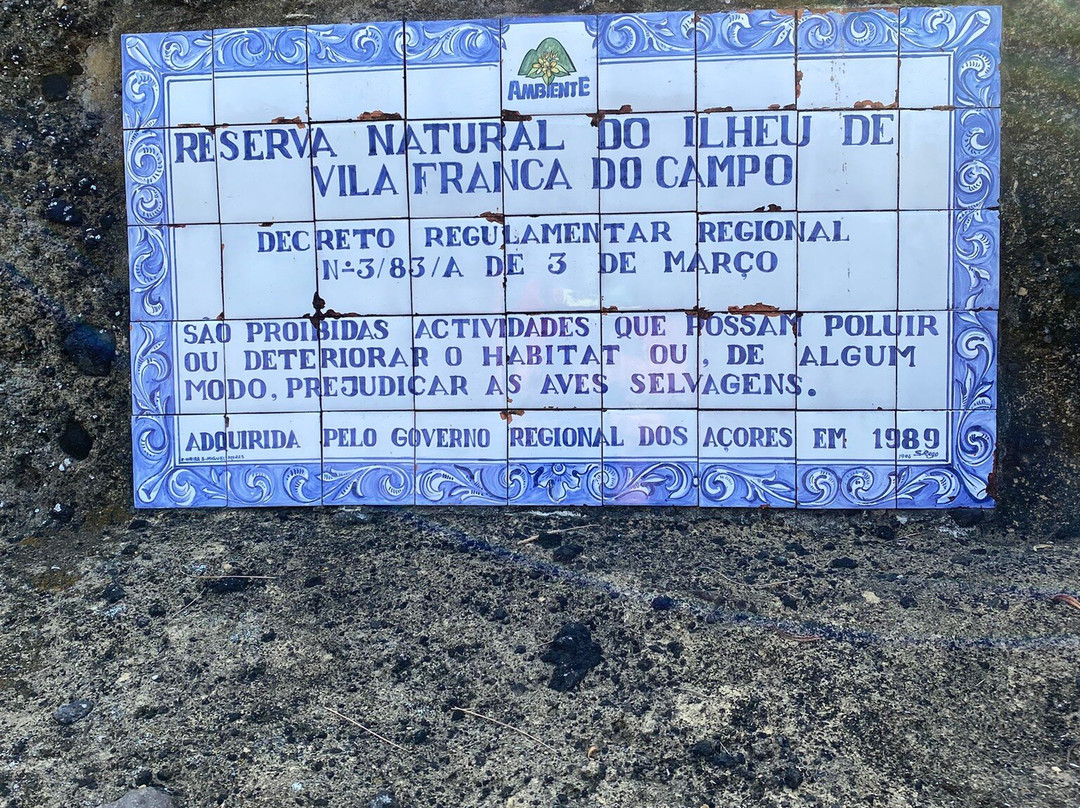 AMBIENTE
RESERVA NATURAL DO ILHEU DE
VILA FRANCA DO CAMPO
DECRETO REGULAMENTAR REGIONAL
Nº3/83/A DE 3 DE MARÇO
SÃO PROIBIDAS ACTIVIDADES QUE POSSAM POLUIR
OU DETERIORAR O HABITAT OU, DE ALGUM
MODO, PREJUDICAR AS AVES SELVAGENS.
ADQUIRIDA PELO GOVERNO REGIONAL DOS AÇORES EM 1989